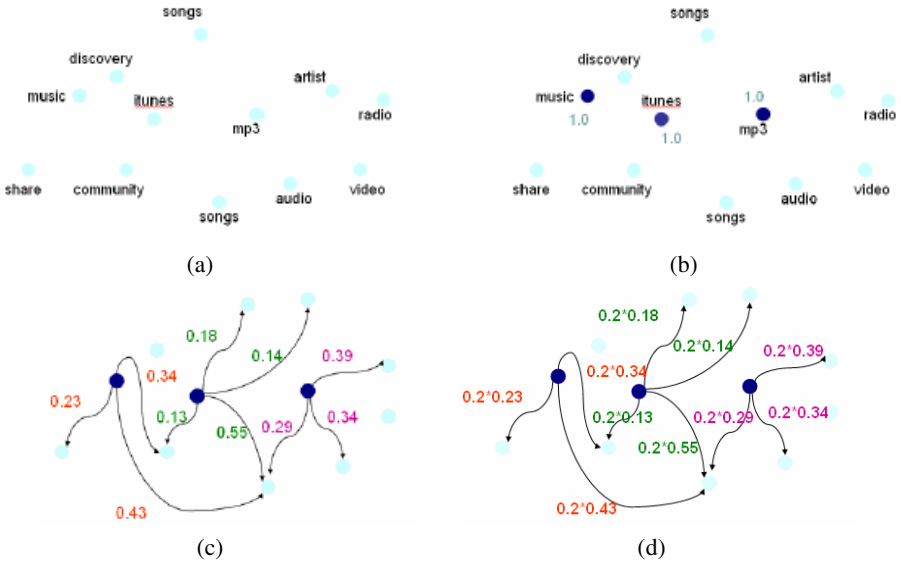 songs
discovery
music
itunes
artist
radio
mp3
share
community
songs
audio
video
(a)
songs
discovery
music
itunes
1.0
1.0
1.0
mp3
artist
radio
share
community
songs
audio
video
(b)
0.18
0.14
0.39
0.34
0.23
0.13
0.55
0.29
0.34
0.43
(c)
0.2*0.18
0.2*0.14
0.2*0.39
0.2*0.34
0.2*0.23
0.2*0.13
0.2*0.29
0.2*0.34
0.2*0.55
0.2*0.43
(d)